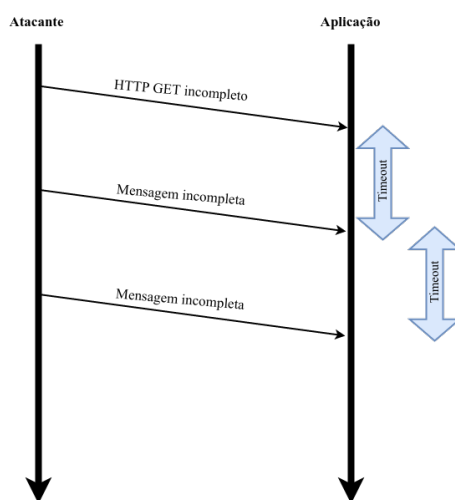 Atacante
Aplicação
HTTP GET incompleto
Timeout
Mensagem incompleta
Timeout
Mensagem incompleta